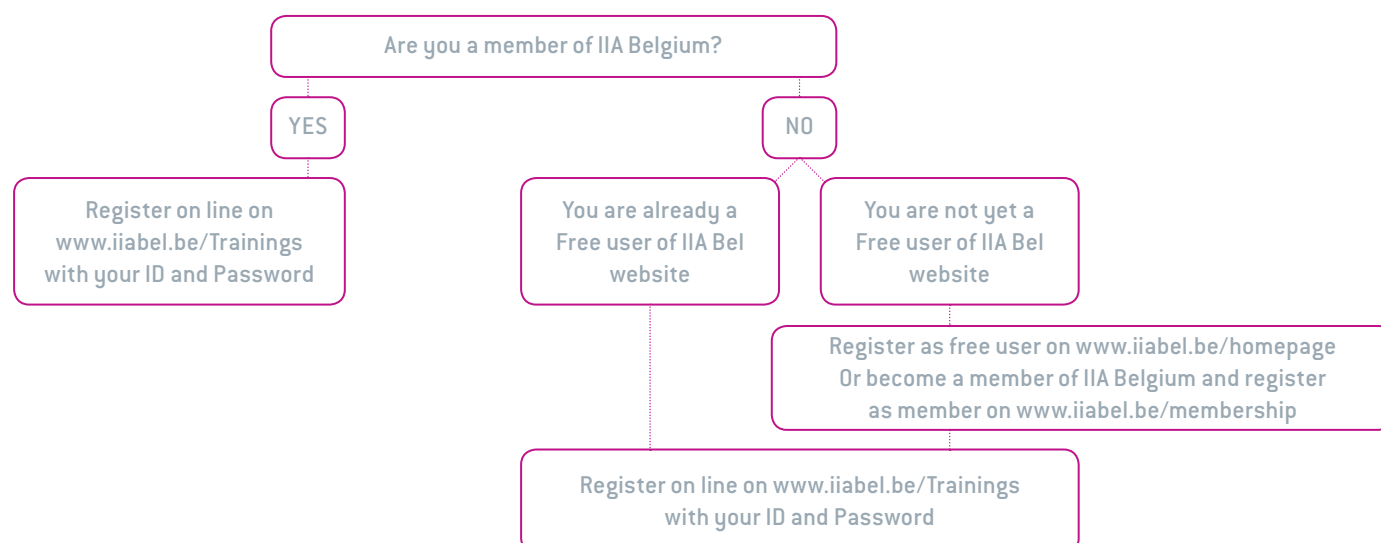 Are you a member of IIA Belgium?
YES
NO
Register on line on
www.iiabel.be/Trainings
with your ID and Password
You are already a
Free user of IIA Bel
website
You are not yet a
Free user of IIA Bel
website
Register as free user on www.iiabel.be/homepage
Or become a member of IIA Belgium and register
as member on www.iiabel.be/membership
Register on line on www.iiabel.be/Trainings
with your ID and Password